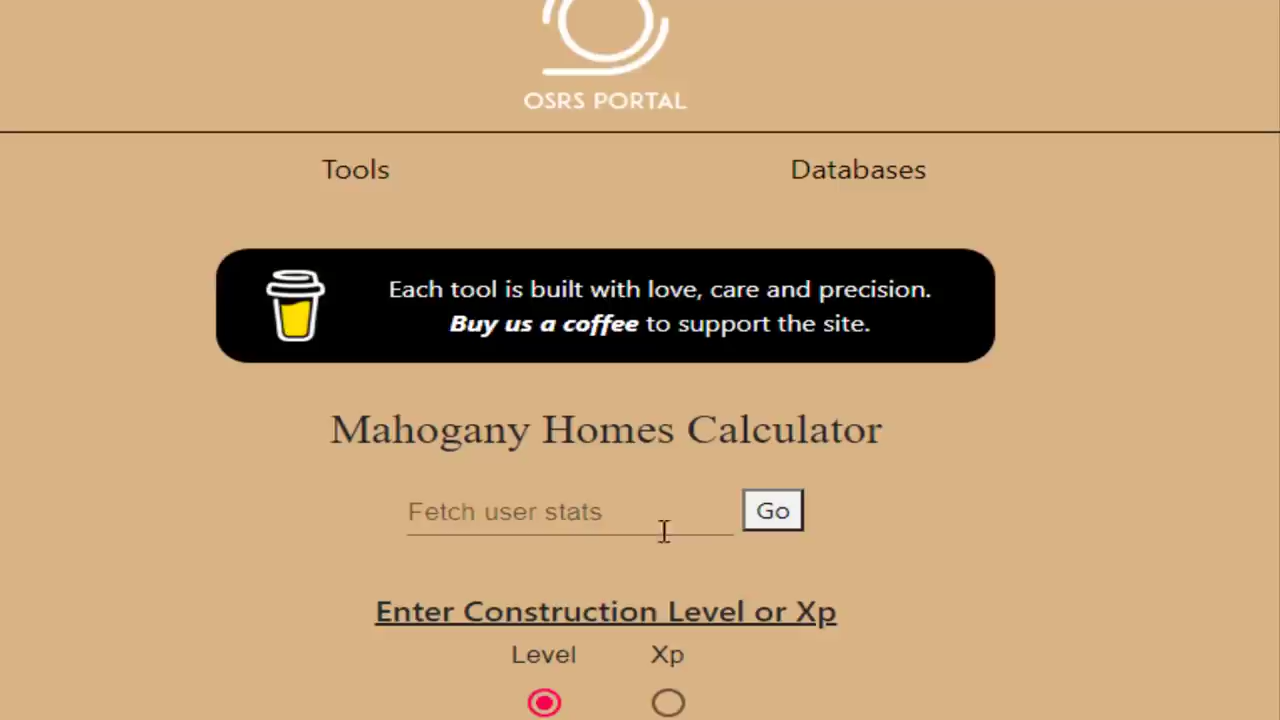 OSRS PORTAL
Tools
Databases
Each tool is built with love, care and precision.
Buy us a coffee to support the site.
Mahogany Homes Calculator
Fetch user stats
Go
Enter Construction Level or Xp
Level
Xp